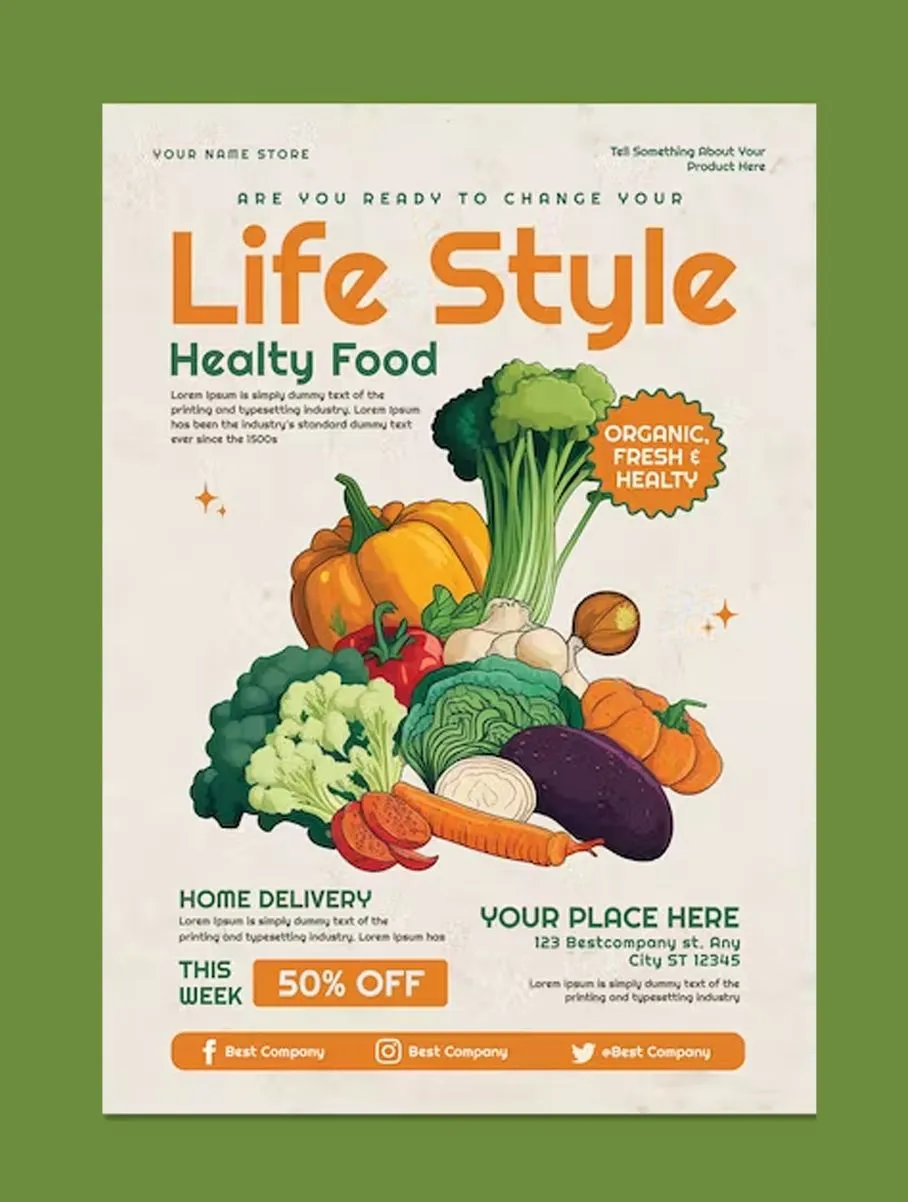 YOUR NAME STORE
Tell Something About Your
Product Here
ARE YOU READY TO CHANGE YOUR
Life Style
Healty Food
Lorem Ipsum is simply dummy text of the
printing and typesetting industry. Lorem Ipsum
has been the industry's standard dummy text
ever since the 1500s
ORGANIC,
FRESH &
HEALTY
HOME DELIVERY
Lorem Ipsum is simply dummy text of the
printing and typesetting industry. Lorem Ipsum has
THIS
WEEK
50% OFF
YOUR PLACE HERE
123 Bestcompany st. Any
City ST 12345
Lorem Ipsum is simply dummy text of the
printing and typesetting industry
Best Company
Best Company
@Best Company